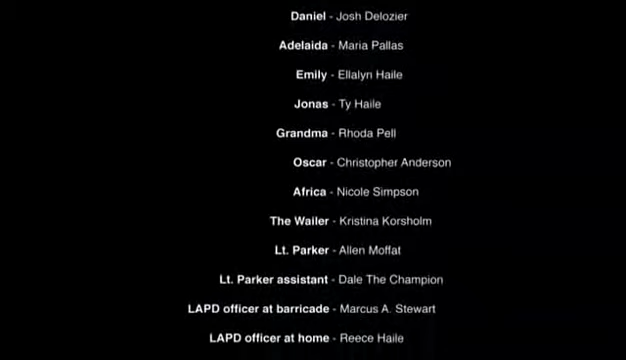 Daniel - Josh Delozier
Adelaida - Maria Pallas
Emily - Ellalyn Haile
Jonas - Ty Haile
Grandma - Rhoda Pell
Oscar - Christopher Anderson
Africa - Nicole Simpson
The Wailer - Kristina Korsholm
Lt. Parker - Allen Moffat
Lt. Parker assistant - Dale The Champion
LAPD officer at barricade - Marcus A. Stewart
LAPD officer at home - Reece Haile